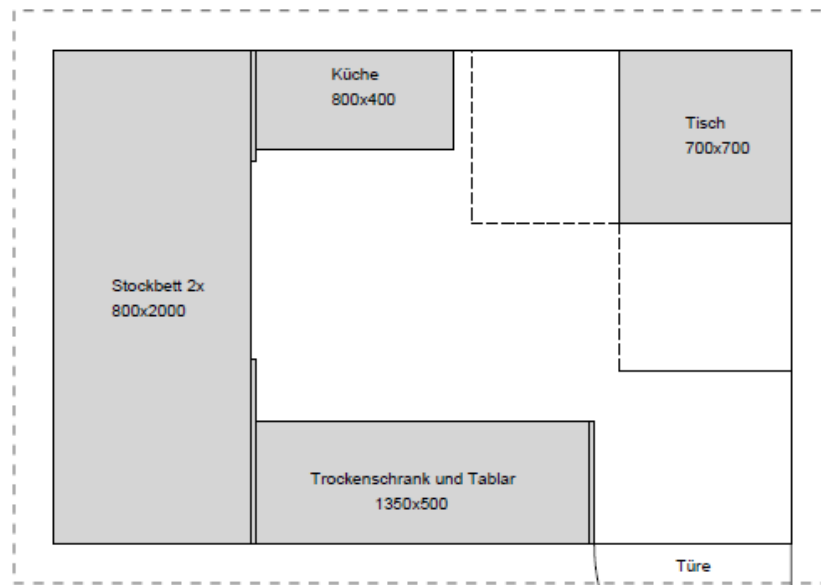 Küche
800x400
Tisch
700x700
Stockbett 2x
800x2000
Trockenschrank und Tablar
1350x500
Türe